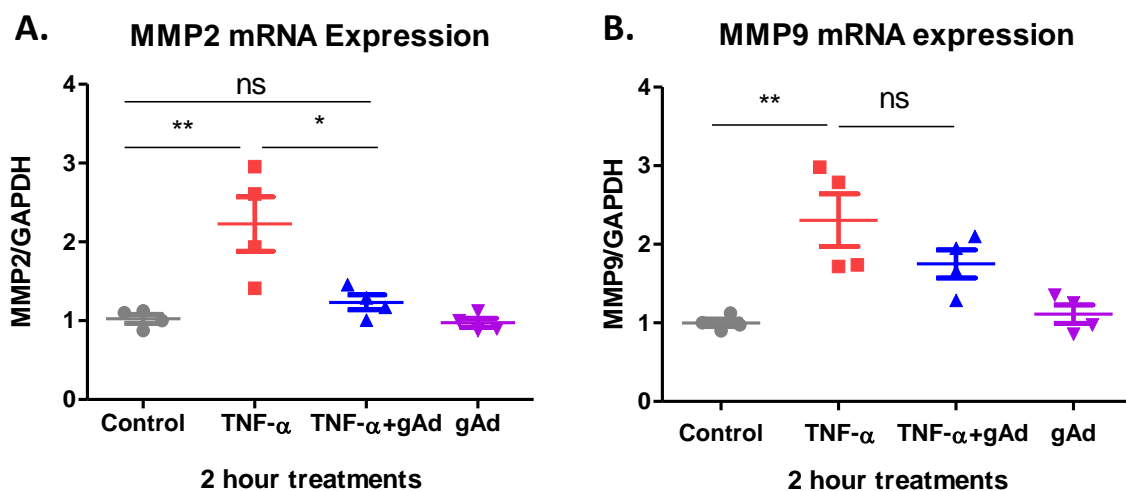 A.
MMP2 mRNA Expression
MMP2/GAPDH
4
3
2
1
0
ns
**
*
Control TNF-α TNF-α+gAd gAd
2 hour treatments
B.
MMP9 mRNA expression
MMP9/GAPDH
4
3
2
1
0
**
ns
Control TNF-α TNF-α+gAd gAd
2 hour treatments